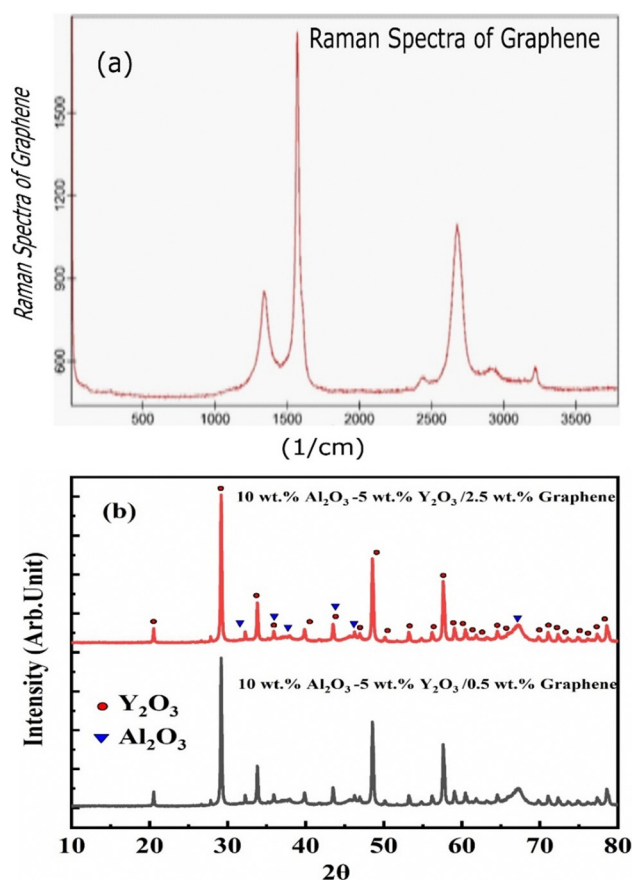 Raman Spectra of Graphene
(a)
Raman Spectra of Graphene
1500
1200
900
600
500 1000 1500 2000 2500 3000 3500
(1/cm)
(b)
10 wt.% Al₂O₃ -5 wt.% Y₂O₃ /2.5 wt.% Graphene
10 wt.% Al₂O₃ -5 wt.% Y₂O₃ /0.5 wt.% Graphene
Y₂O₃
Al₂O₃
Intensity (Arb.Unit)
10 20 30 40 50 60 70 80
2θ